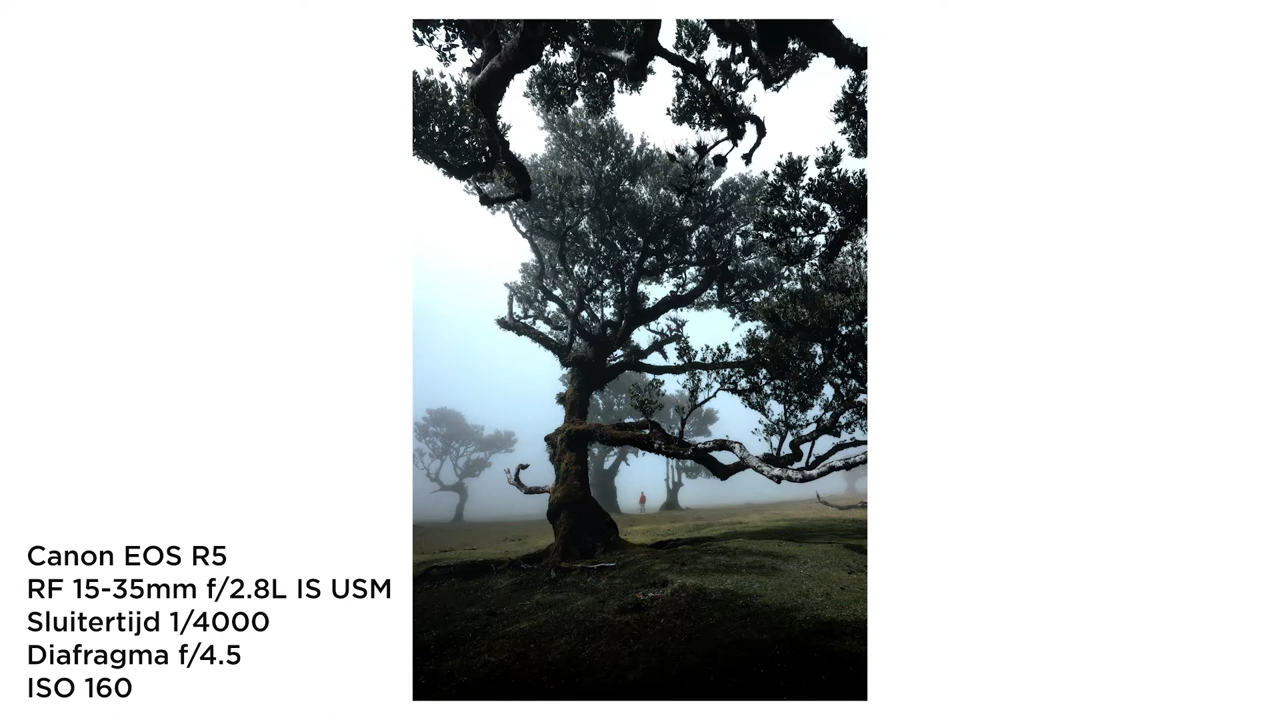 Canon EOS R5
RF 15-35mm f/2.8L IS USM
Sluitertijd 1/4000
Diafragma f/4.5
ISO 160